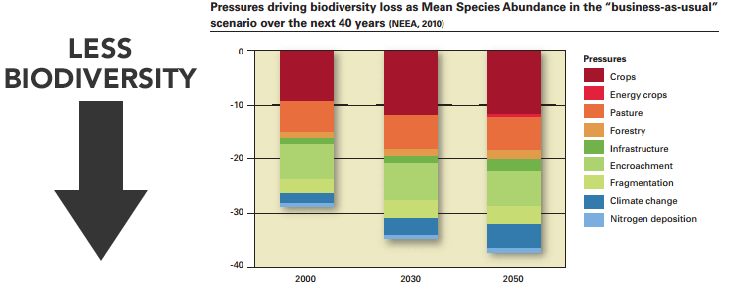 LESS
BIODIVERSITY
Pressures driving biodiversity loss as Mean Species Abundance in the “business-as-usual”
scenario over the next 40 years (NEEA, 2010)
0
-10
-20
-30
-40
2000
2030
2050
Pressures
Crops
Energy crops
Pasture
Forestry
Infrastructure
Encroachment
Fragmentation
Climate change
Nitrogen deposition